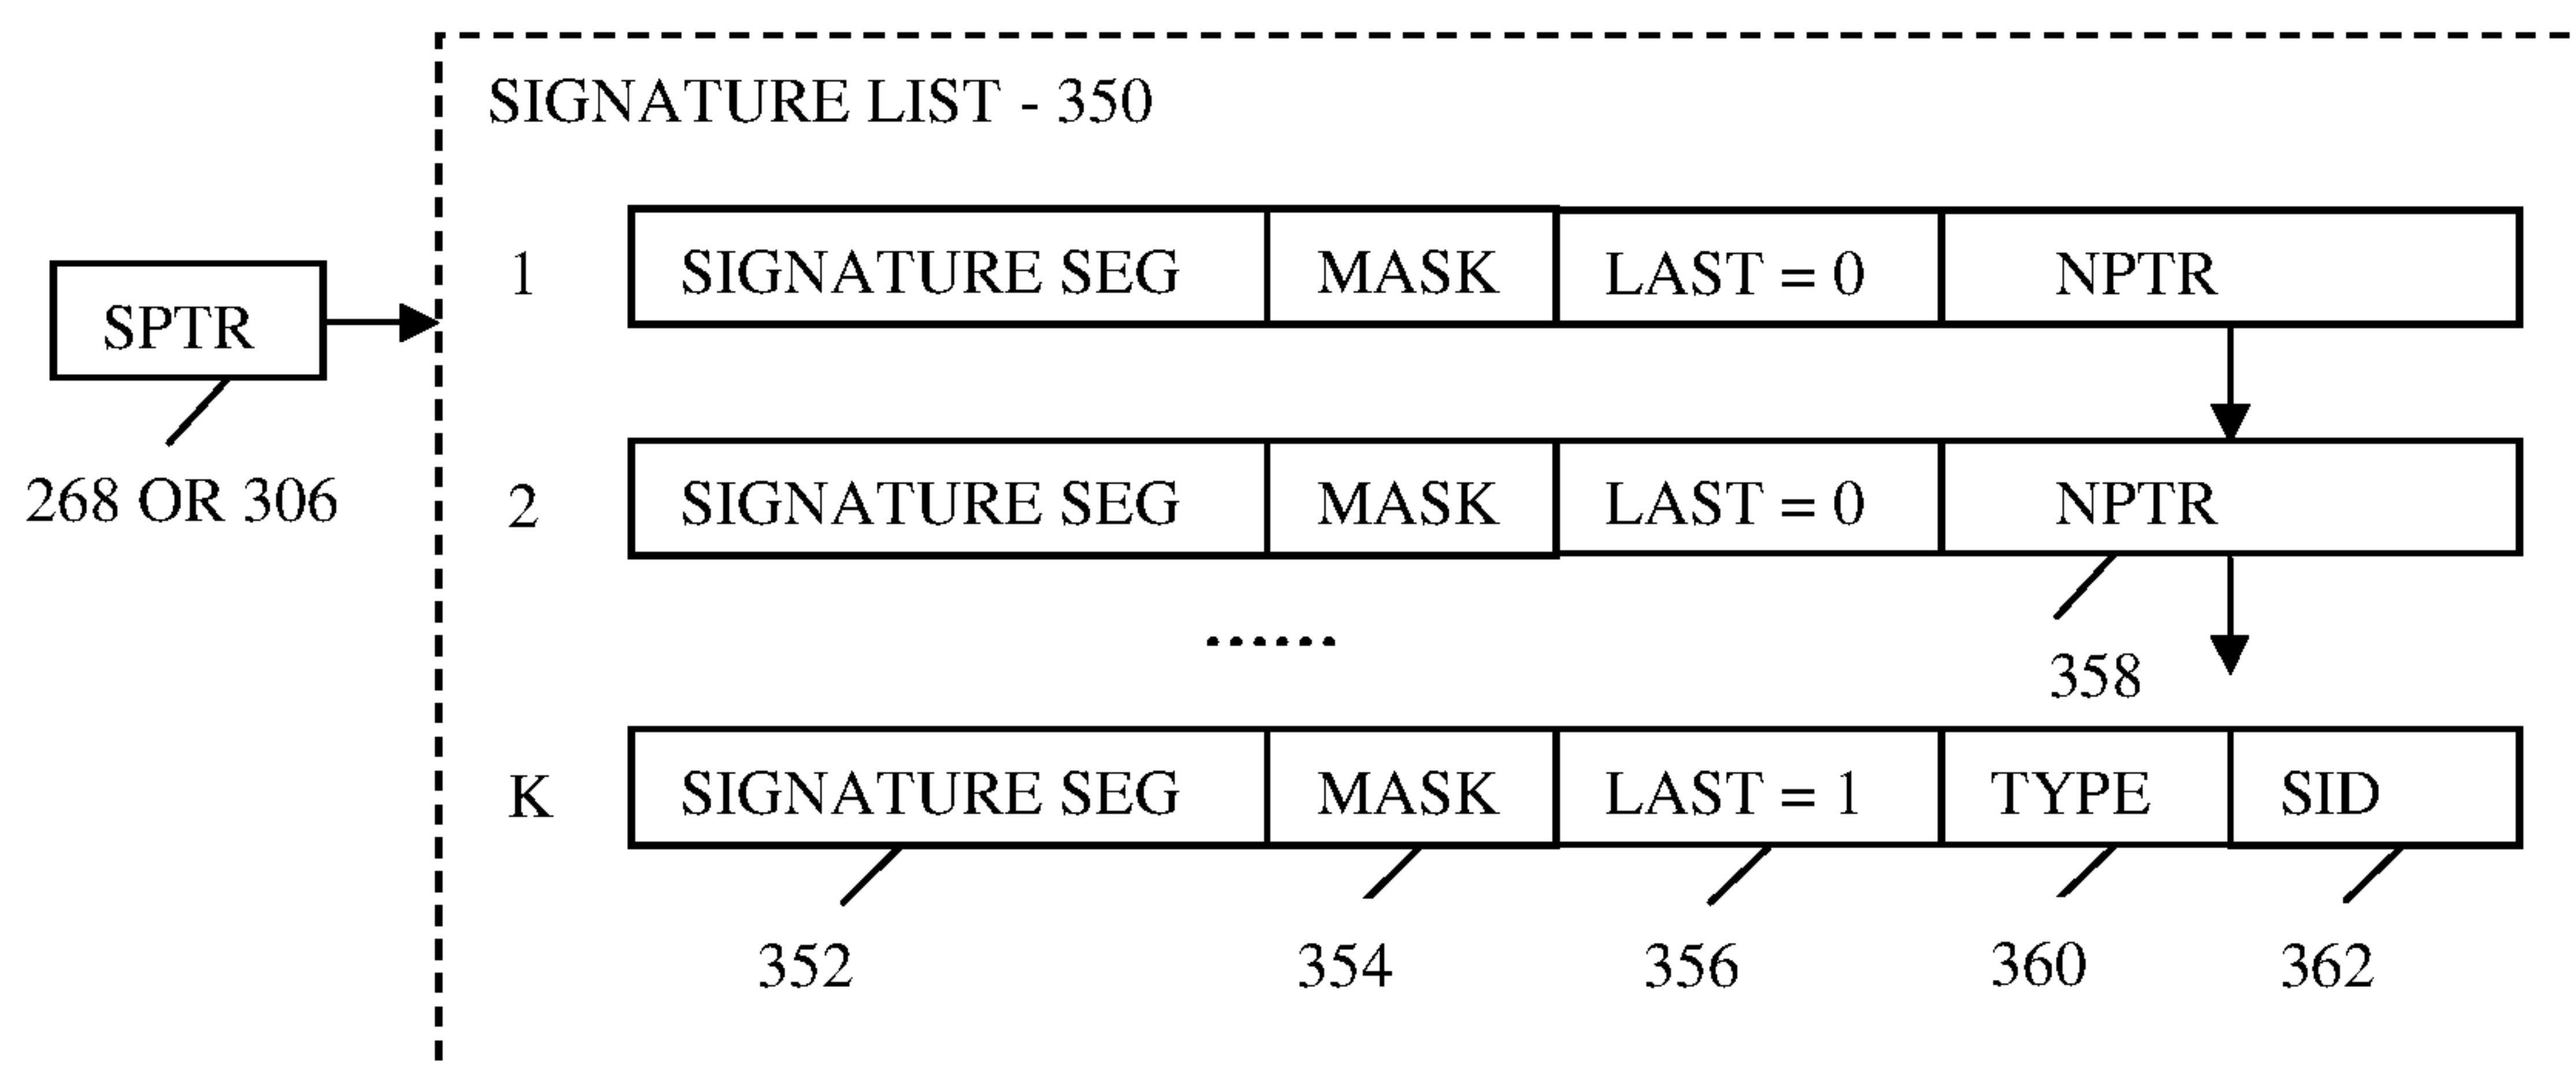 SIGNATURE LIST - 350
1 SIGNATURE SEG MASK LAST = 0 NPTR
SPTR
268 OR 306
2 SIGNATURE SEG MASK LAST = 0 NPTR
......
358
K SIGNATURE SEG MASK LAST = 1 TYPE SID
352 354 356 360 362